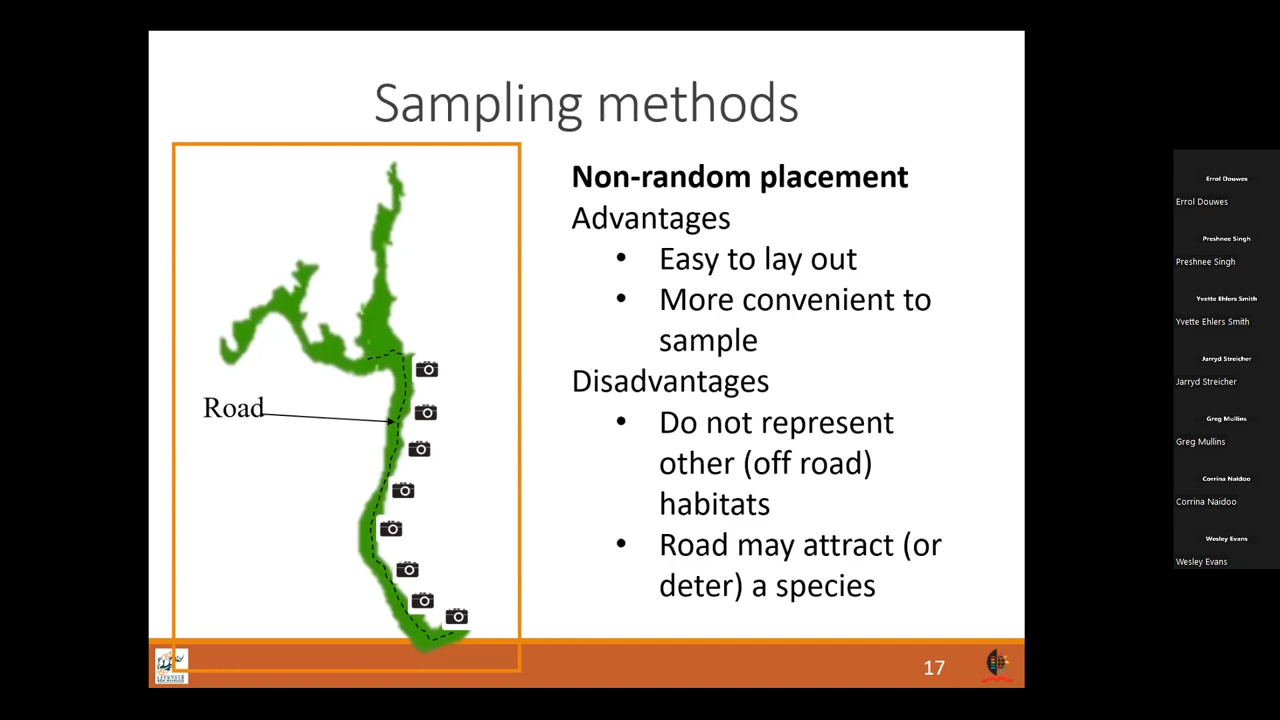 Sampling methods
Road
Non-random placement
Advantages
• Easy to lay out
• More convenient to
sample
Disadvantages
• Do not represent
other (off road)
habitats
• Road may attract (or
deter) a species
17
Errol Douwes
Errol Douwes
Preshnee Singh
Preshnee Singh
Yvette Ehlers Smith
Yvette Ehlers Smith
Jarryd Streicher
Jarryd Streicher
Greg Mullins
Greg Mullins
Corrina Naidoo
Corrina Naidoo
Wesley Evans
Wesley Evans